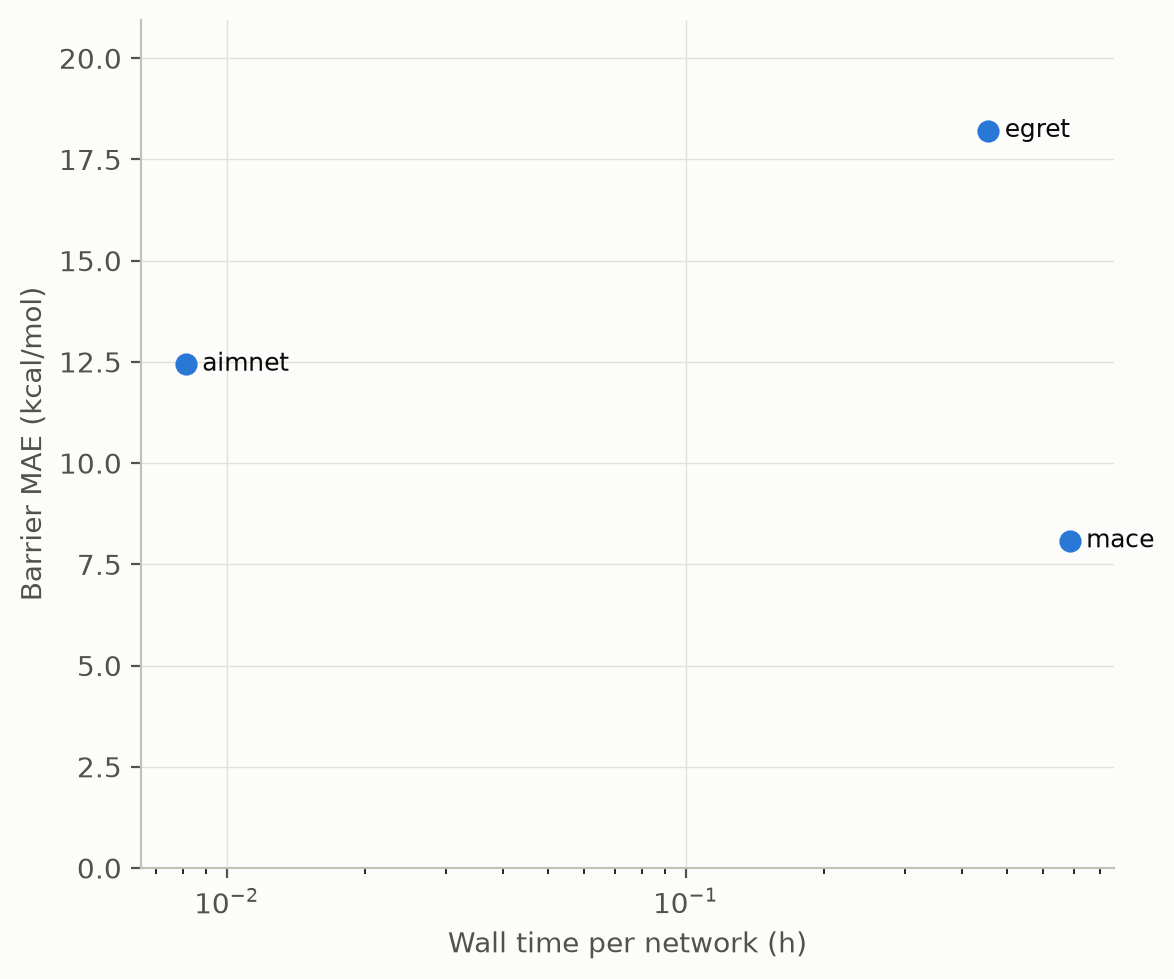 20.0
17.5
15.0
12.5
10.0
7.5
5.0
2.5
0.0
Barrier MAE (kcal/mol)
egret
aimnet
mace
10⁻² 10⁻¹
Wall time per network (h)